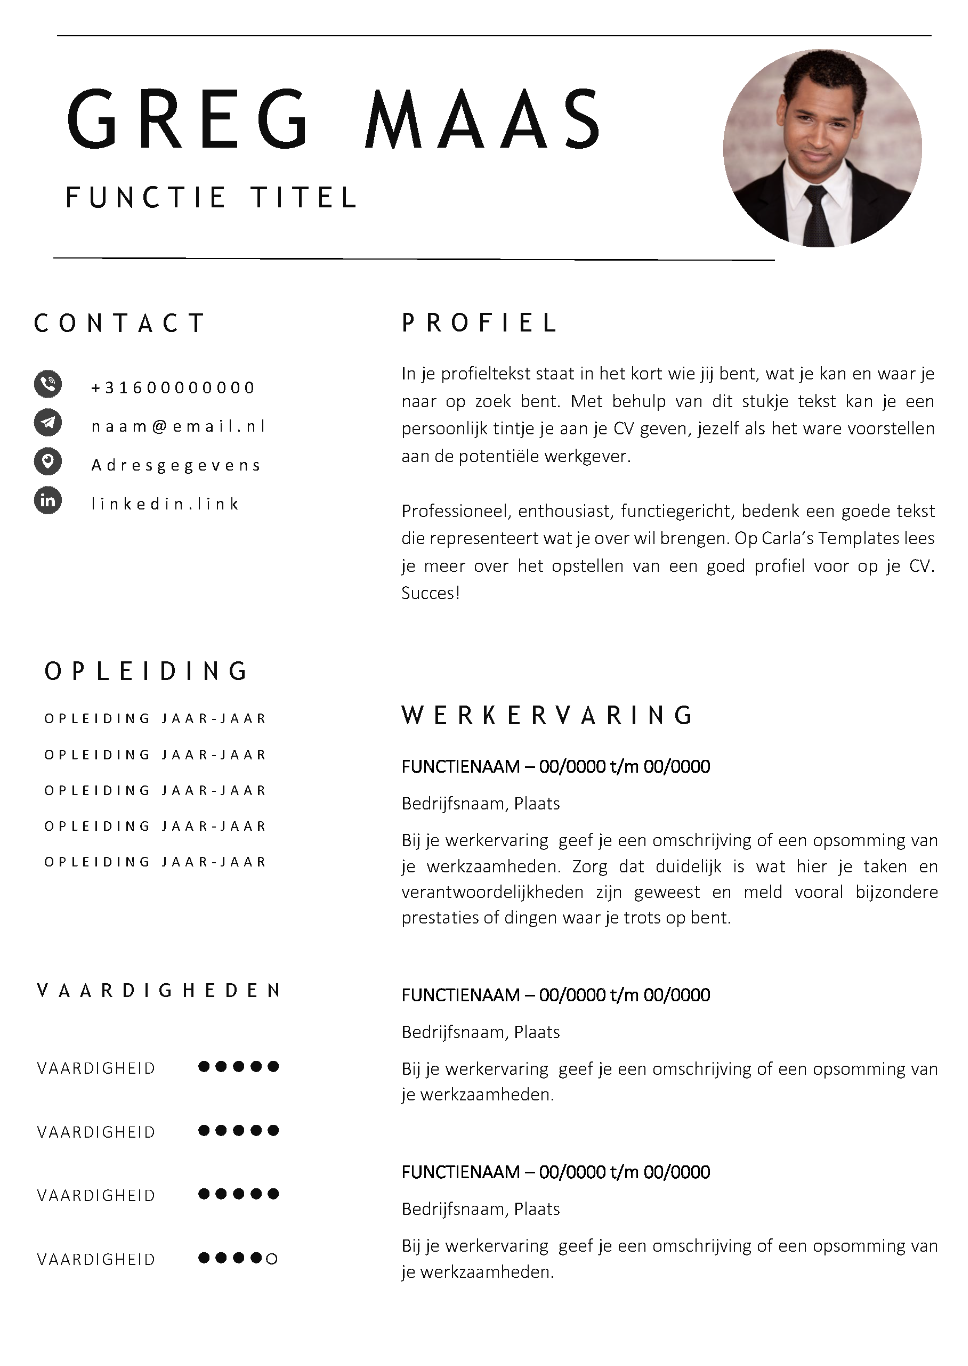 GREG MAAS
FUNCTIE TITEL
CONTACT
+31600000000
naam@email.nl
Adresgegevens
in linkedin.link
OPLEIDING
OPLEIDING JAAR-JAAR
OPLEIDING JAAR-JAAR
OPLEIDING JAAR-JAAR
OPLEIDING JAAR-JAAR
OPLEIDING JAAR-JAAR
VAARDIGHEDEN
VAARDIGHEID
VAARDIGHEID
VAARDIGHEID
VAARDIGHEID
PROFIEL
In je profieltekst staat in het kort wie jij bent, wat je kan en waar je
naar op zoek bent. Met behulp van dit stukje tekst kan je een
persoonlijk tintje je aan je CV geven, jezelf als het ware voorstellen
aan de potentiële werkgever.
Professioneel, enthousiast, functiegericht, bedenk een goede tekst
die representeert wat je over wil brengen. Op Carla’s Templates lees
je meer over het opstellen van een goed profiel voor op je CV.
Succes!
WERKERVARING
FUNCTIENAAM – 00/0000 t/m 00/0000
Bedrijfsnaam, Plaats
Bij je werkervaring geef je een omschrijving of een opsomming van
je werkzaamheden. Zorg dat duidelijk is wat hier je taken en
verantwoordelijkheden zijn geweest en meld vooral bijzondere
prestaties of dingen waar je trots op bent.
FUNCTIENAAM – 00/0000 t/m 00/0000
Bedrijfsnaam, Plaats
Bij je werkervaring geef je een omschrijving of een opsomming van
je werkzaamheden.
FUNCTIENAAM – 00/0000 t/m 00/0000
Bedrijfsnaam, Plaats
Bij je werkervaring geef je een omschrijving of een opsomming van
je werkzaamheden.